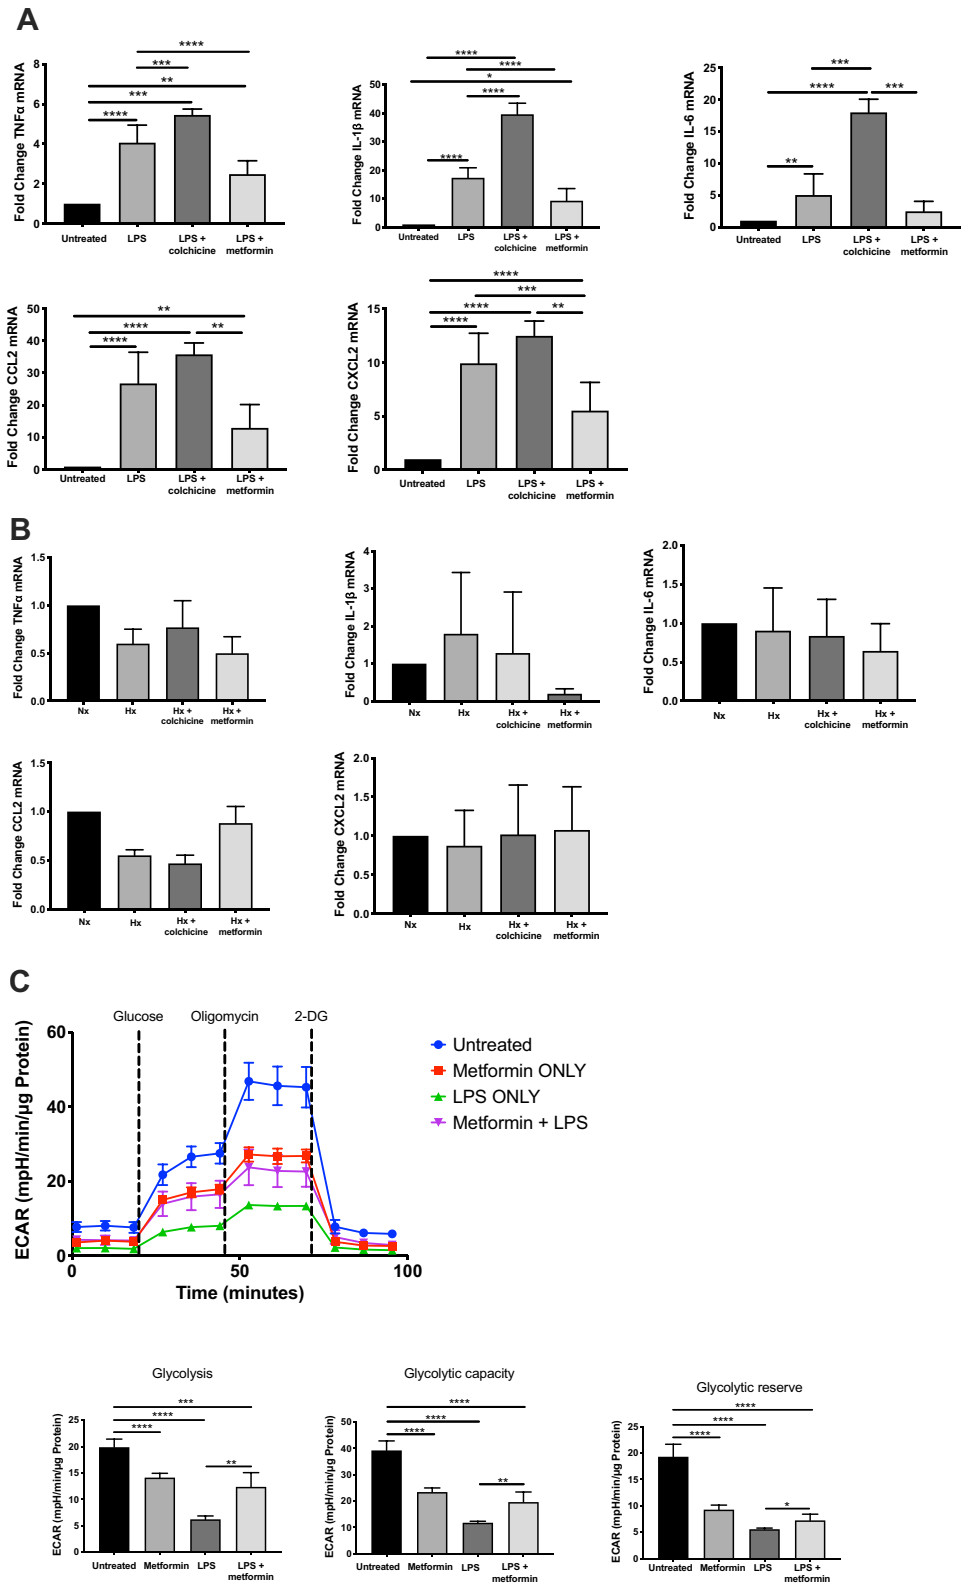 A
****
***
**
***
****
Fold Change TNFα mRNA
8
6
4
2
0
Untreated
LPS
LPS +
colchicine
LPS +
metformin
****
****
*
****
****
Fold Change IL-1β mRNA
50
40
30
20
10
0
Untreated
LPS
LPS +
colchicine
LPS +
metformin
***
****
***
**
Fold Change IL-6 mRNA
25
20
15
10
5
0
Untreated
LPS
LPS +
colchicine
LPS +
metformin
**
****
**
****
Fold Change CCL2 mRNA
50
40
30
20
10
0
Untreated
LPS
LPS +
colchicine
LPS +
metformin
****
***
****
**
****
Fold Change CXCL2 mRNA
15
10
5
0
Untreated
LPS
LPS +
colchicine
LPS +
metformin
B
Fold Change TNFα mRNA
1.5
1.0
0.5
0.0
Nx
Hx
Hx +
colchicine
Hx +
metformin
Fold Change IL-1β mRNA
4
3
2
1
0
Nx
Hx
Hx +
colchicine
Hx +
metformin
Fold Change IL-6 mRNA
2.0
1.5
1.0
0.5
0.0
Nx
Hx
Hx +
colchicine
Hx +
metformin
Fold Change CCL2 mRNA
1.5
1.0
0.5
0.0
Nx
Hx
Hx +
colchicine
Hx +
metformin
Fold Change CXCL2 mRNA
2.0
1.5
1.0
0.5
0.0
Nx
Hx
Hx +
colchicine
Hx +
metformin
C
Glucose
Oligomycin
2-DG
ECAR (mpH/min/µg Protein)
60
40
20
0
0
50
100
Time (minutes)
Untreated
Metformin ONLY
LPS ONLY
Metformin + LPS
Glycolysis
***
****
****
**
ECAR (mpH/min/µg Protein)
25
20
15
10
5
0
Untreated
Metformin
LPS
LPS +
metformin
Glycolytic capacity
****
****
****
**
ECAR (mpH/min/µg Protein)
50
40
30
20
10
0
Untreated
Metformin
LPS
LPS +
metformin
Glycolytic reserve
****
****
****
*
ECAR (mpH/min/µg Protein)
25
20
15
10
5
0
Untreated
Metformin
LPS
LPS +
metformin